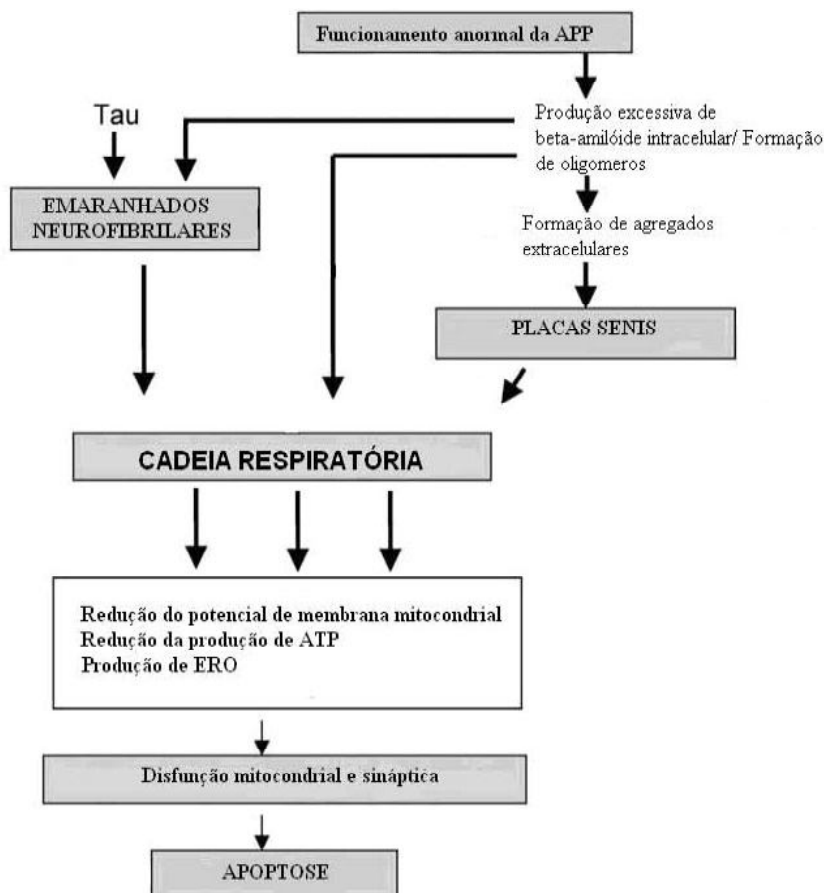 Funcionamento anormal da APP
Tau
Produção excessiva de
beta-amilóide intracelular/ Formação
de oligomeros
EMARANHADOS
NEUROFIBRILARES
Formação de agregados
extracelulares
PLACAS SENIS
CADEIA RESPIRATÓRIA
Redução do potencial de membrana mitocondrial
Redução da produção de ATP
Produção de ERO
Disfunção mitocondrial e sináptica
APOPTOSE